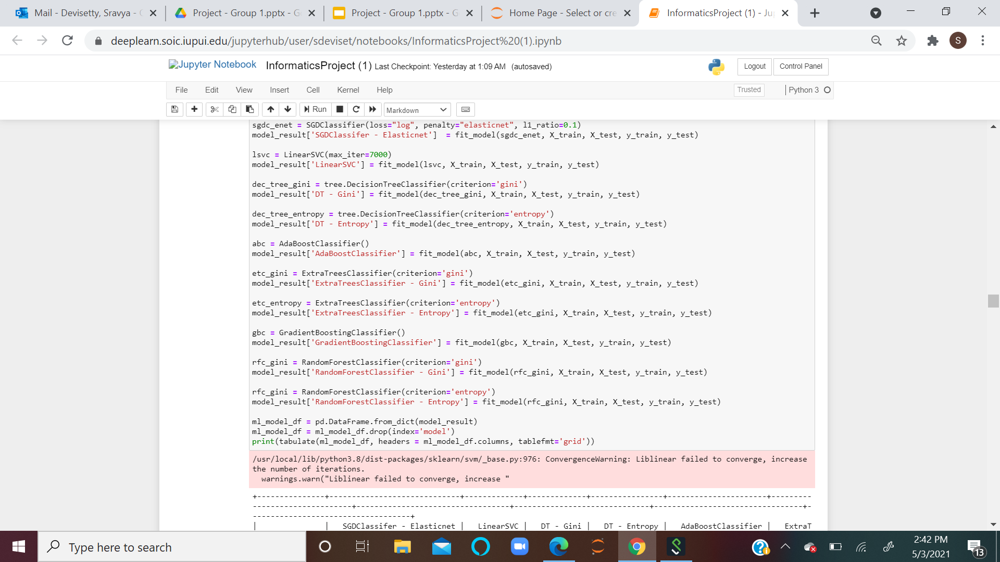 Mail - Devisetty, Sravya -
Project - Group 1.pptx - G
Project - Group 1.pptx - G
Home Page - Select or cre
InformaticsProject (1) - Ju
deeplearn.soic.iupui.edu/jupyterhub/user/sdeviset/notebooks/InformaticsProject%20(1).ipynb
S
Jupyter Notebook InformaticsProject (1) Last Checkpoint: Yesterday at 1:09 AM (autosaved)
Logout Control Panel
File Edit View Insert Cell Kernel Help
Trusted Python 3
Run Markdown
sgdc_enet = SGDClassifier(loss="log", penalty="elasticnet", l1_ratio=0.1)
model_result['SGDClassifer - Elasticnet']  = fit_model(sgdc_enet, X_train, X_test, y_train, y_test)
lsvc = LinearSVC(max_iter=7000)
model_result['LinearSVC'] = fit_model(lsvc, X_train, X_test, y_train, y_test)
dec_tree_gini = tree.DecisionTreeClassifier(criterion='gini')
model_result['DT - Gini'] = fit_model(dec_tree_gini, X_train, X_test, y_train, y_test)
dec_tree_entropy = tree.DecisionTreeClassifier(criterion='entropy')
model_result['DT - Entropy'] = fit_model(dec_tree_entropy, X_train, X_test, y_train, y_test)
abc = AdaBoostClassifier()
model_result['AdaBoostClassifier'] = fit_model(abc, X_train, X_test, y_train, y_test)
etc_gini = ExtraTreesClassifier(criterion='gini')
model_result['ExtraTreesClassifier - Gini'] = fit_model(etc_gini, X_train, X_test, y_train, y_test)
etc_entropy = ExtraTreesClassifier(criterion='entropy')
model_result['ExtraTreesClassifier - Entropy'] = fit_model(etc_gini, X_train, X_test, y_train, y_test)
gbc = GradientBoostingClassifier()
model_result['GradientBoostingClassifier'] = fit_model(gbc, X_train, X_test, y_train, y_test)
rfc_gini = RandomForestClassifier(criterion='gini')
model_result['RandomForestClassifier - Gini'] = fit_model(rfc_gini, X_train, X_test, y_train, y_test)
rfc_gini = RandomForestClassifier(criterion='entropy')
model_result['RandomForestClassifier - Entropy'] = fit_model(rfc_gini, X_train, X_test, y_train, y_test)
ml_model_df = pd.DataFrame.from_dict(model_result)
ml_model_df = ml_model_df.drop(index='model')
print(tabulate(ml_model_df, headers = ml_model_df.columns, tablefmt='grid'))
/usr/local/lib/python3.8/dist-packages/sklearn/svm/_base.py:976: ConvergenceWarning: Liblinear failed to converge, increase
the number of iterations.
  warnings.warn("Liblinear failed to converge, increase "
| | SGDClassifer - Elasticnet | LinearSVC | DT - Gini | DT - Entropy | AdaBoostClassifier | ExtraT
Type here to search
2:42 PM
5/3/2021
13